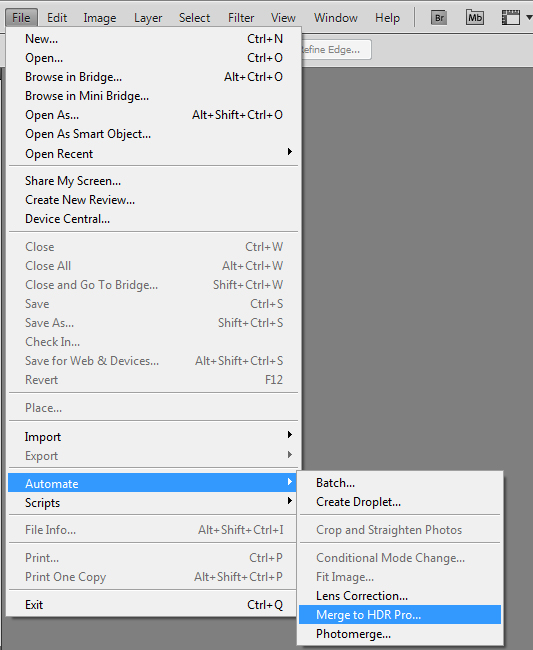 File Edit Image Layer Select Filter View Window Help Br Mb
Refine Edge...
New... Ctrl+N
Open... Ctrl+O
Browse in Bridge... Alt+Ctrl+O
Browse in Mini Bridge...
Open As... Alt+Shift+Ctrl+O
Open As Smart Object...
Open Recent
Share My Screen...
Create New Review...
Device Central...
Close Ctrl+W
Close All Alt+Ctrl+W
Close and Go To Bridge... Shift+Ctrl+W
Save Ctrl+S
Save As... Shift+Ctrl+S
Check In...
Save for Web & Devices... Alt+Shift+Ctrl+S
Revert F12
Place...
Import
Export
Automate
Scripts
File Info... Alt+Shift+Ctrl+I
Print... Ctrl+P
Print One Copy Alt+Shift+Ctrl+P
Exit Ctrl+Q
Batch...
Create Droplet...
Crop and Straighten Photos
Conditional Mode Change...
Fit Image...
Lens Correction...
Merge to HDR Pro...
Photomerge...